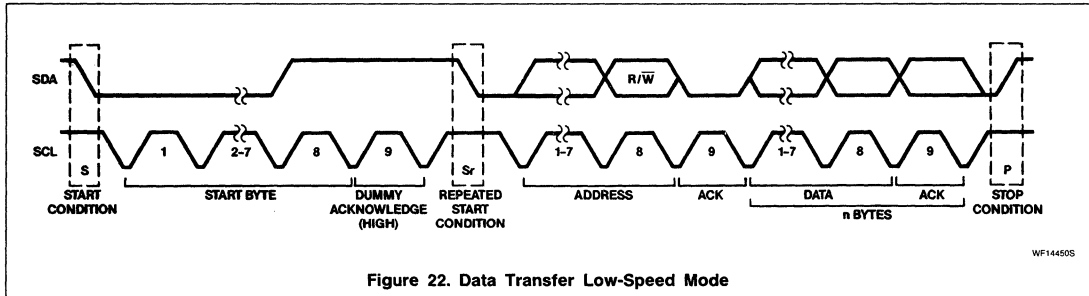 SDA
R/W̅
SCL
1 2–7 8 9 1–7 8 9 1–7 8 9
S Sr P
START CONDITION
START BYTE
DUMMY ACKNOWLEDGE (HIGH)
REPEATED START CONDITION
ADDRESS
ACK
DATA
ACK
n BYTES
STOP CONDITION
WF14450S
Figure 22. Data Transfer Low-Speed Mode